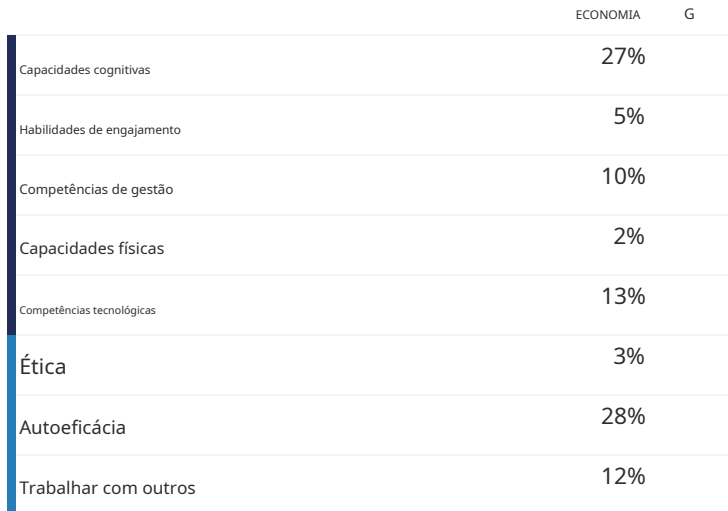 ECONOMIA G
Capacidades cognitivas 27%
Habilidades de engajamento 5%
Competências de gestão 10%
Capacidades físicas 2%
Competências tecnológicas 13%
Ética 3%
Autoeficácia 28%
Trabalhar com outros 12%